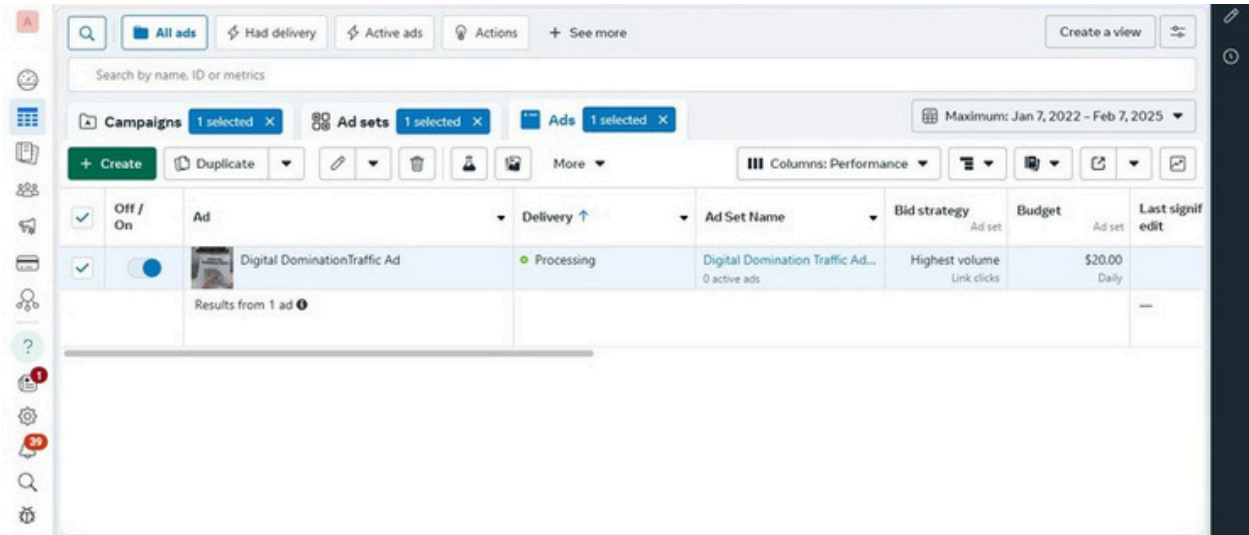 A
All ads
Had delivery
Active ads
Actions
+ See more
Create a view
Search by name, ID or metrics
Campaigns 1 selected X
Ad sets 1 selected X
Ads 1 selected X
Maximum: Jan 7, 2022 – Feb 7, 2025
+ Create
Duplicate
More
Columns: Performance
Off / On
Ad
Delivery ↑
Ad Set Name
Bid strategy
Ad set
Budget
Ad set
Last signif
edit
Digital DominationTraffic Ad
Processing
Digital Domination Traffic Ad...
0 active ads
Highest volume
Link clicks
$20.00
Daily
Results from 1 ad
—
?
1
39